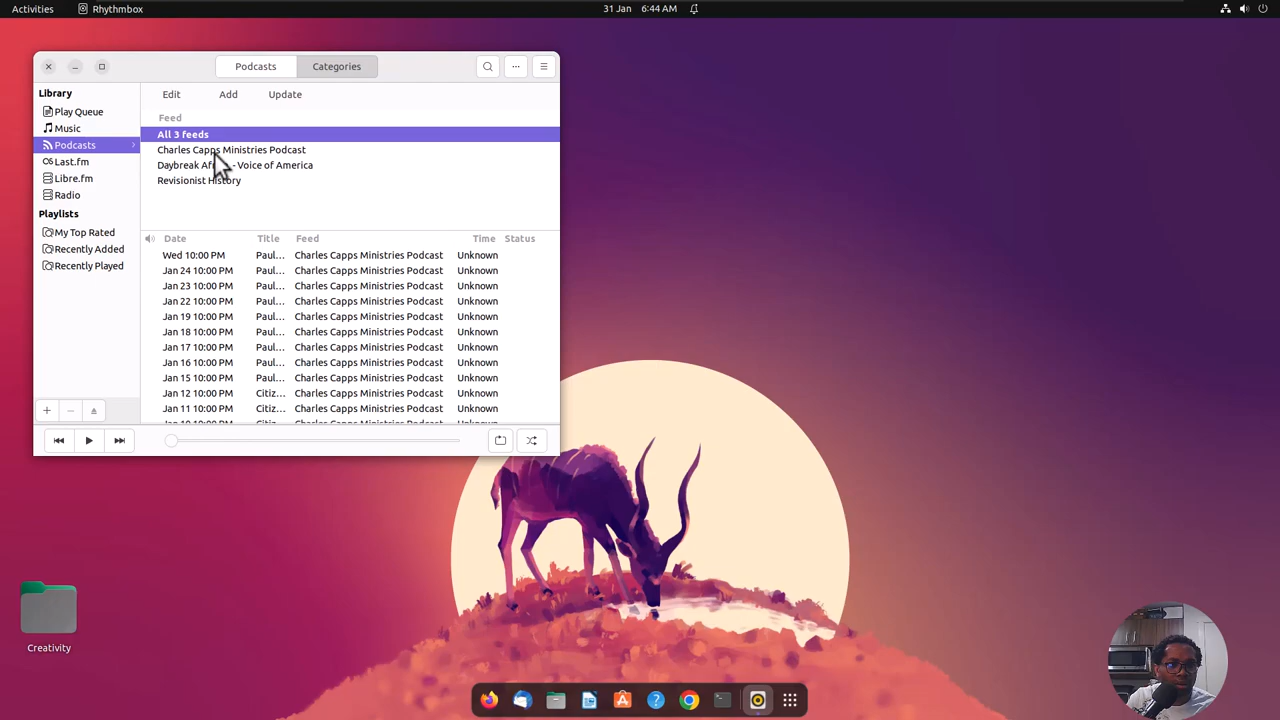 Activities Rhythmbox 31 Jan 6:44 AM
Podcasts Categories
Library
Play Queue
Music
Podcasts
Last.fm
Libre.fm
Radio
Playlists
My Top Rated
Recently Added
Recently Played
Edit Add Update
Feed
All 3 feeds
Charles Capps Ministries Podcast
Daybreak - Voice of America
Revisionist History
Date Title Feed Time Status
Wed 10:00 PM Paul... Charles Capps Ministries Podcast Unknown
Jan 24 10:00 PM Paul... Charles Capps Ministries Podcast Unknown
Jan 23 10:00 PM Paul... Charles Capps Ministries Podcast Unknown
Jan 22 10:00 PM Paul... Charles Capps Ministries Podcast Unknown
Jan 19 10:00 PM Paul... Charles Capps Ministries Podcast Unknown
Jan 18 10:00 PM Paul... Charles Capps Ministries Podcast Unknown
Jan 17 10:00 PM Paul... Charles Capps Ministries Podcast Unknown
Jan 16 10:00 PM Paul... Charles Capps Ministries Podcast Unknown
Jan 15 10:00 PM Paul... Charles Capps Ministries Podcast Unknown
Jan 12 10:00 PM Citiz... Charles Capps Ministries Podcast Unknown
Jan 11 10:00 PM Citiz... Charles Capps Ministries Podcast Unknown
Creativity